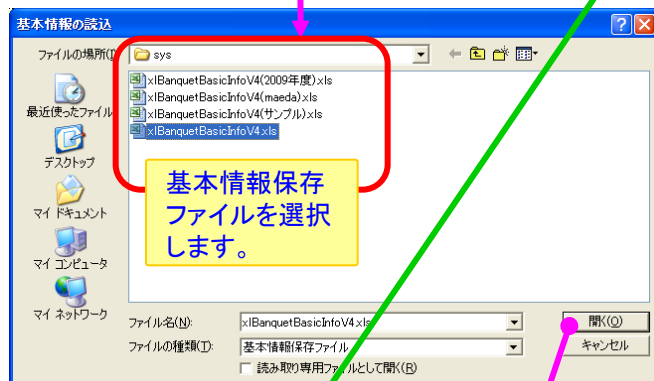 基本情報の読込
ファイルの場所(I)
sys
xlBanquetBasicInfoV4(2009年度).xls
xlBanquetBasicInfoV4(maeda).xls
xlBanquetBasicInfoV4(サンプル).xls
xlBanquetBasicInfoV4.xls
最近使ったファイル
デスクトップ
マイ ドキュメント
マイ コンピュータ
マイ ネットワーク
基本情報保存
ファイルを選択
します。
ファイル名(N):
xlBanquetBasicInfoV4.xls
開く(O)
ファイルの種類(T):
基本情報保存ファイル
キャンセル
読み取り専用ファイルとして開く(R)